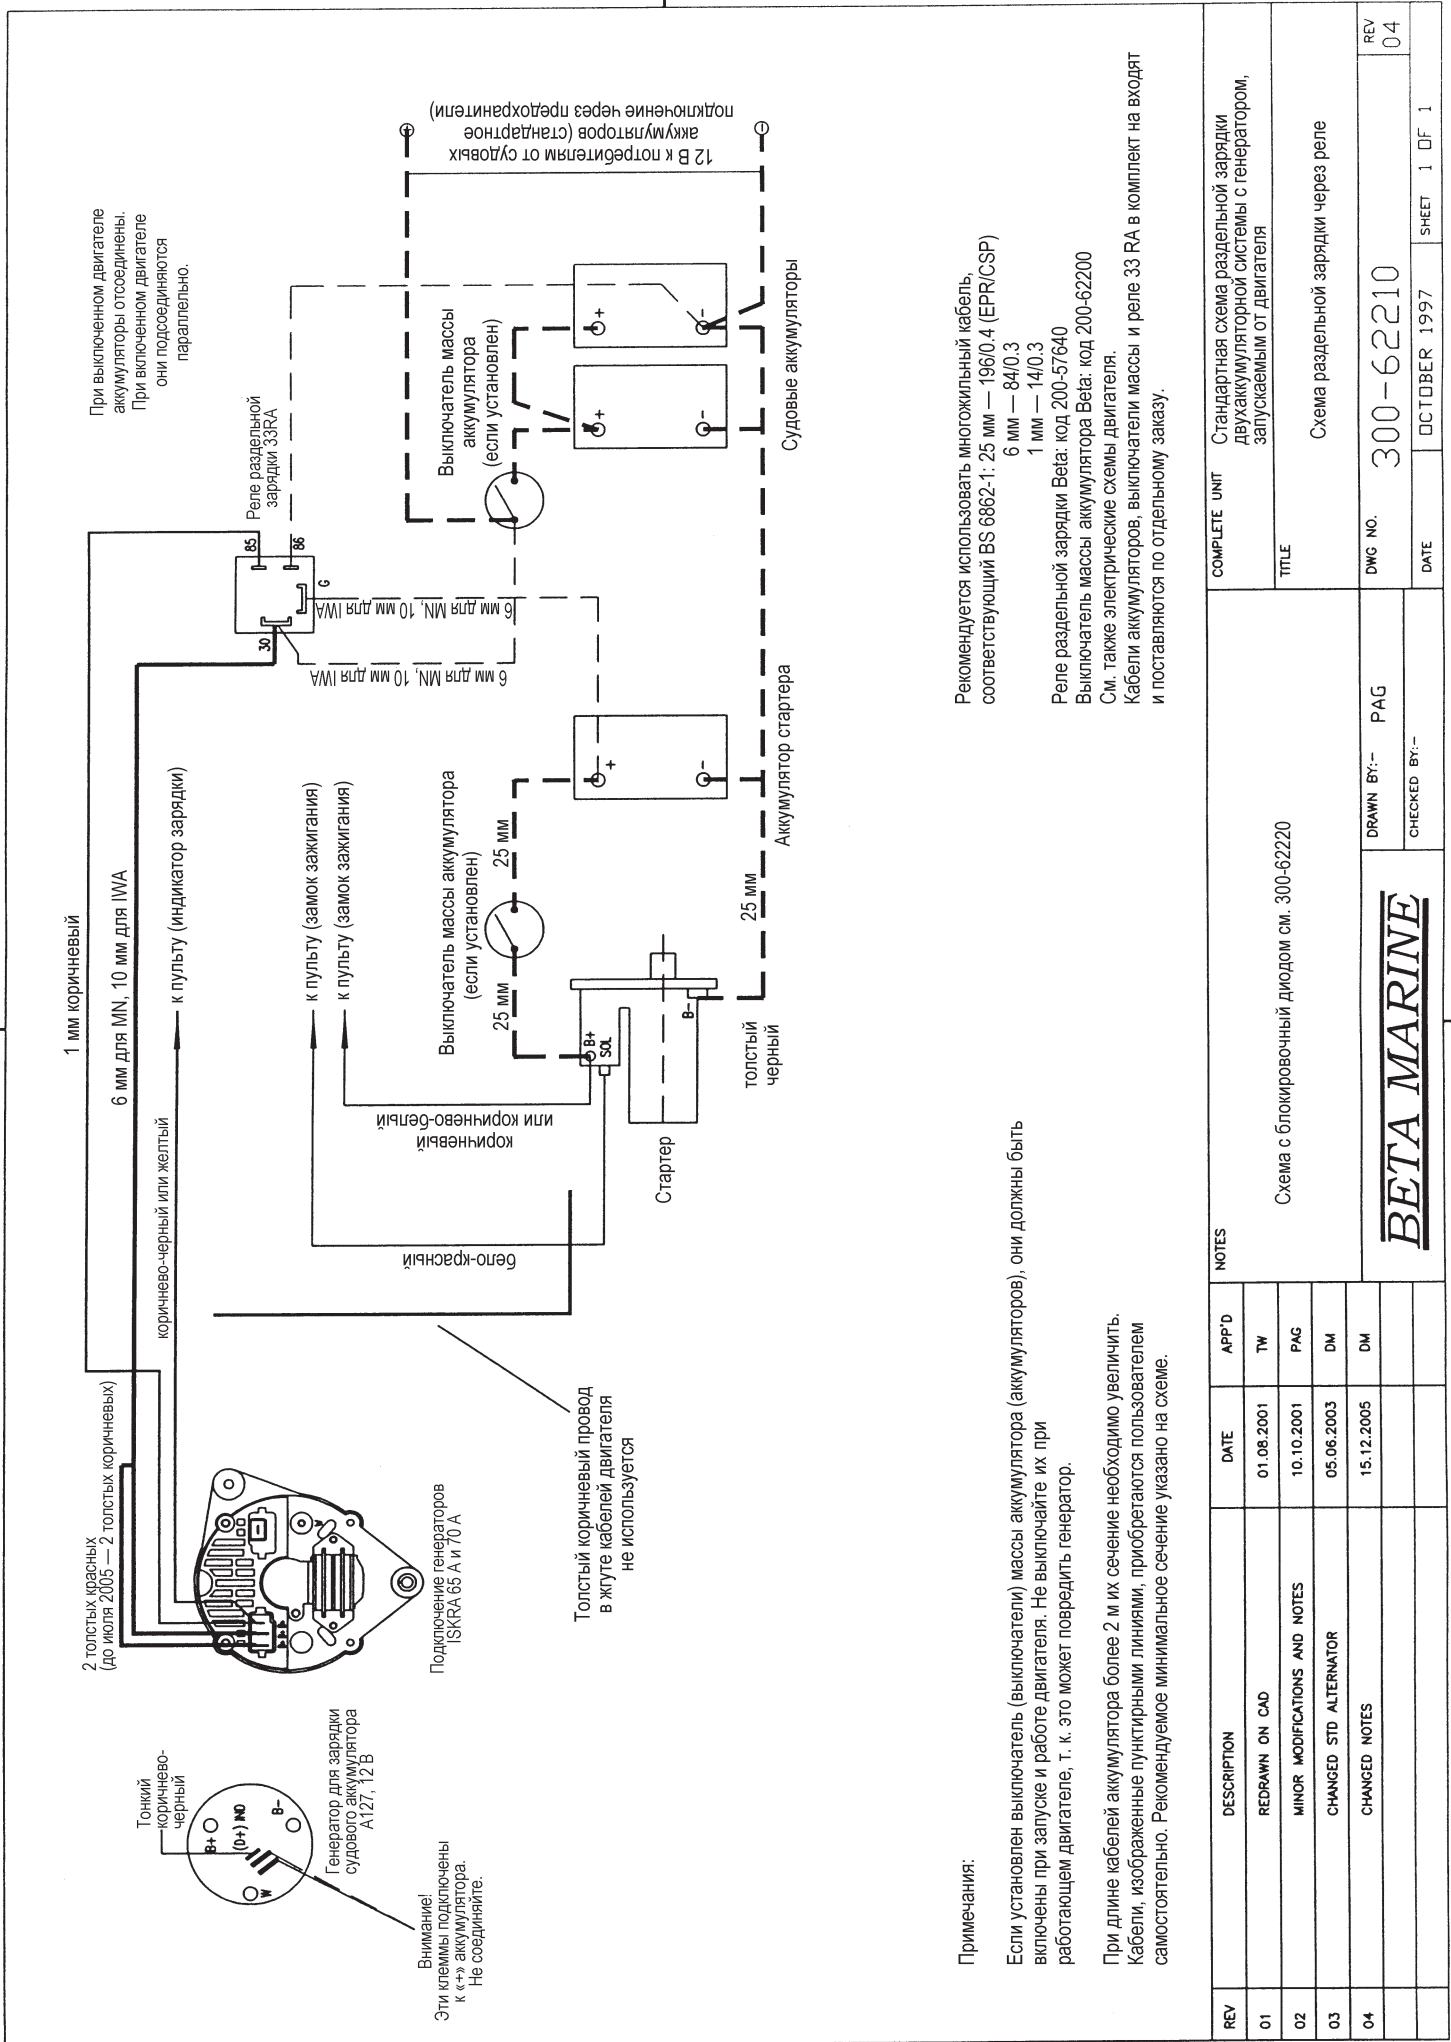 При выключенном двигателе
аккумуляторы отсоединены.
При включенном двигателе
они подсоединяются
параллельно.
1 мм коричневый
6 мм для MN, 10 мм для IWA
2 толстых красных
(до июля 2005 — 2 толстых коричневых)
коричнево-черный или желтый
к пульту (индикатор зарядки)
Реле раздельной
зарядки 33RA
85
86
30
G
6 мм для MN, 10 мм для IWA
6 мм для MN, 10 мм для IWA
12 В к потребителям от судовых
аккумуляторов (стандартное
подключение через предохранители)
+
−
Тонкий
коричнево-
черный
B+
(D+) IND
B-
W
Генератор для зарядки
судового аккумулятора
A127, 12 В
Внимание!
Эти клеммы подключены
к «+» аккумулятора.
Не соединяйте.
W
Подключение генераторов
ISKRA 65 А и 70 А
к пульту (замок зажигания)
к пульту (замок зажигания)
бело-красный
коричневый
или коричнево-белый
Толстый коричневый провод
в жгуте кабелей двигателя
не используется
Выключатель массы аккумулятора
(если установлен)
25 мм
25 мм
Выключатель массы
аккумулятора
(если установлен)
B+
SOL
B-
Стартер
толстый
черный
25 мм
+
-
Аккумулятор стартера
+
-
+
-
Судовые аккумуляторы
Примечания:
Если установлен выключатель (выключатели) массы аккумулятора (аккумуляторов), они должны быть
включены при запуске и работе двигателя. Не выключайте их при
работающем двигателе, т. к. это может повредить генератор.
При длине кабелей аккумулятора более 2 м их сечение необходимо увеличить.
Кабели, изображенные пунктирными линиями, приобретаются пользователем
самостоятельно. Рекомендуемое минимальное сечение указано на схеме.
Рекомендуется использовать многожильный кабель,
соответствующий BS 6862-1: 25 мм — 196/0.4 (EPR/CSP)
6 мм — 84/0.3
1 мм — 14/0.3
Реле раздельной зарядки Beta: код 200-57640
Выключатель массы аккумулятора Beta: код 200-62200
См. также электрические схемы двигателя.
Кабели аккумуляторов, выключатели массы и реле 33 RA в комплект на входят
и поставляются по отдельному заказу.
REV DESCRIPTION DATE APP'D
01 REDRAWN ON CAD 01.08.2001 TW
02 MINOR MODIFICATIONS AND NOTES 10.10.2001 PAG
03 CHANGED STD ALTERNATOR 05.06.2003 DM
04 CHANGED NOTES 15.12.2005 DM
NOTES
Схема с блокировочный диодом см. 300-62220
BETA MARINE
DRAWN BY:- PAG
CHECKED BY:-
COMPLETE UNIT
Стандартная схема раздельной зарядки
двухаккумуляторной системы с генератором,
запускаемым от двигателя
TITLE
Схема раздельной зарядки через реле
DWG NO. 300-62210
REV 04
DATE OCTOBER 1997
SHEET 1 OF 1